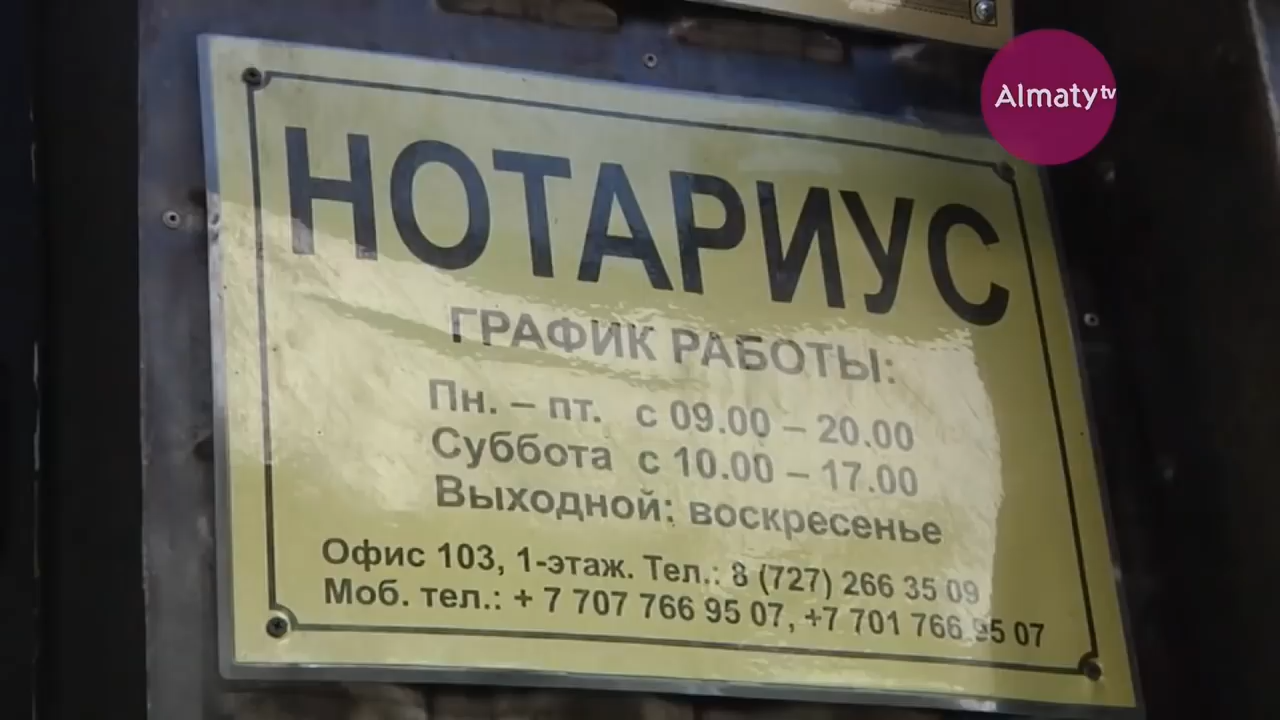 Almaty tv
НОТАРИУС
ГРАФИК РАБОТЫ:
Пн. – пт. с 09.00 – 20.00
Суббота с 10.00 – 17.00
Выходной: воскресенье
Офис 103, 1-этаж. Тел.: 8 (727) 266 35 09
Моб. тел.: + 7 707 766 95 07, +7 701 766 95 07